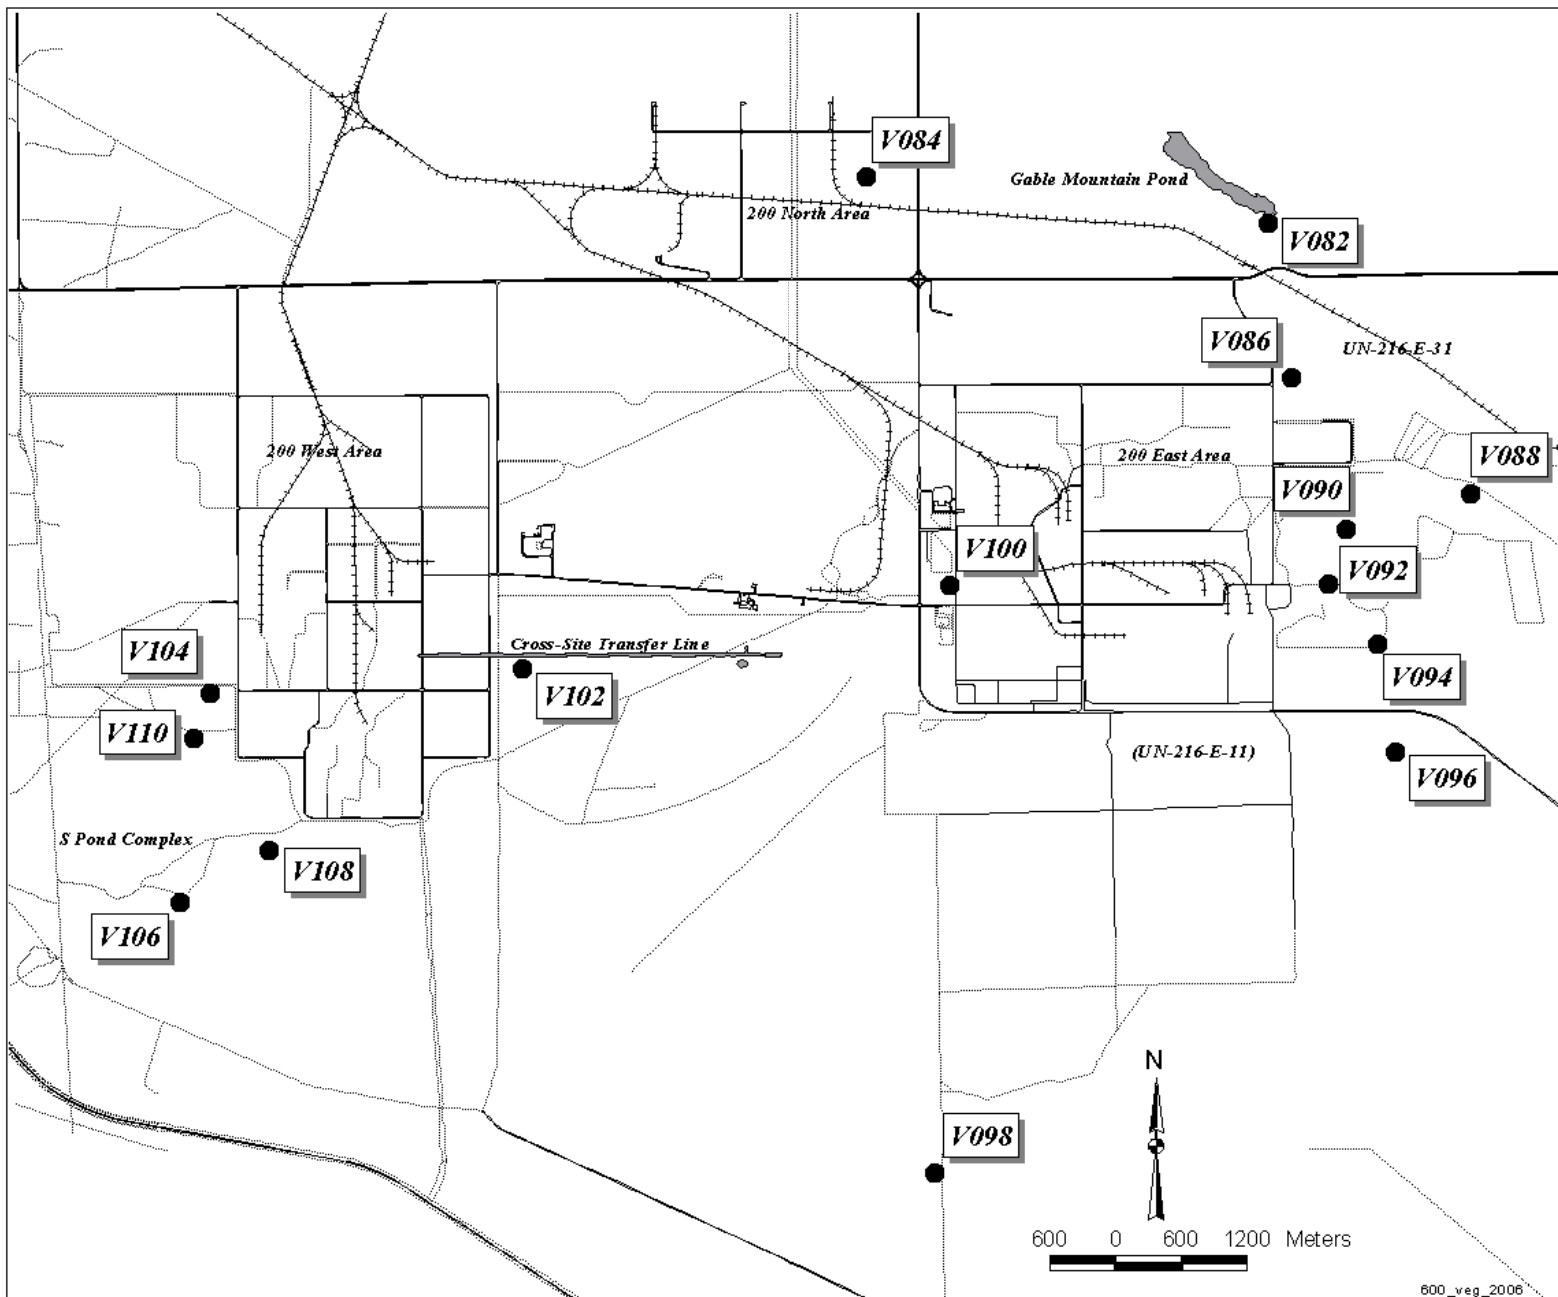 V084
Gable Mountain Pond
200 North Area
V082
V086
UN-216-E-31
200 West Area
200 East Area
V088
V090
V100
V092
Cross-Site Transfer Line
V104
V102
V094
V110
(UN-216-E-11)
V096
S Pond Complex
V108
V106
N
V098
600 0 600 1200 Meters
600_veg_2006